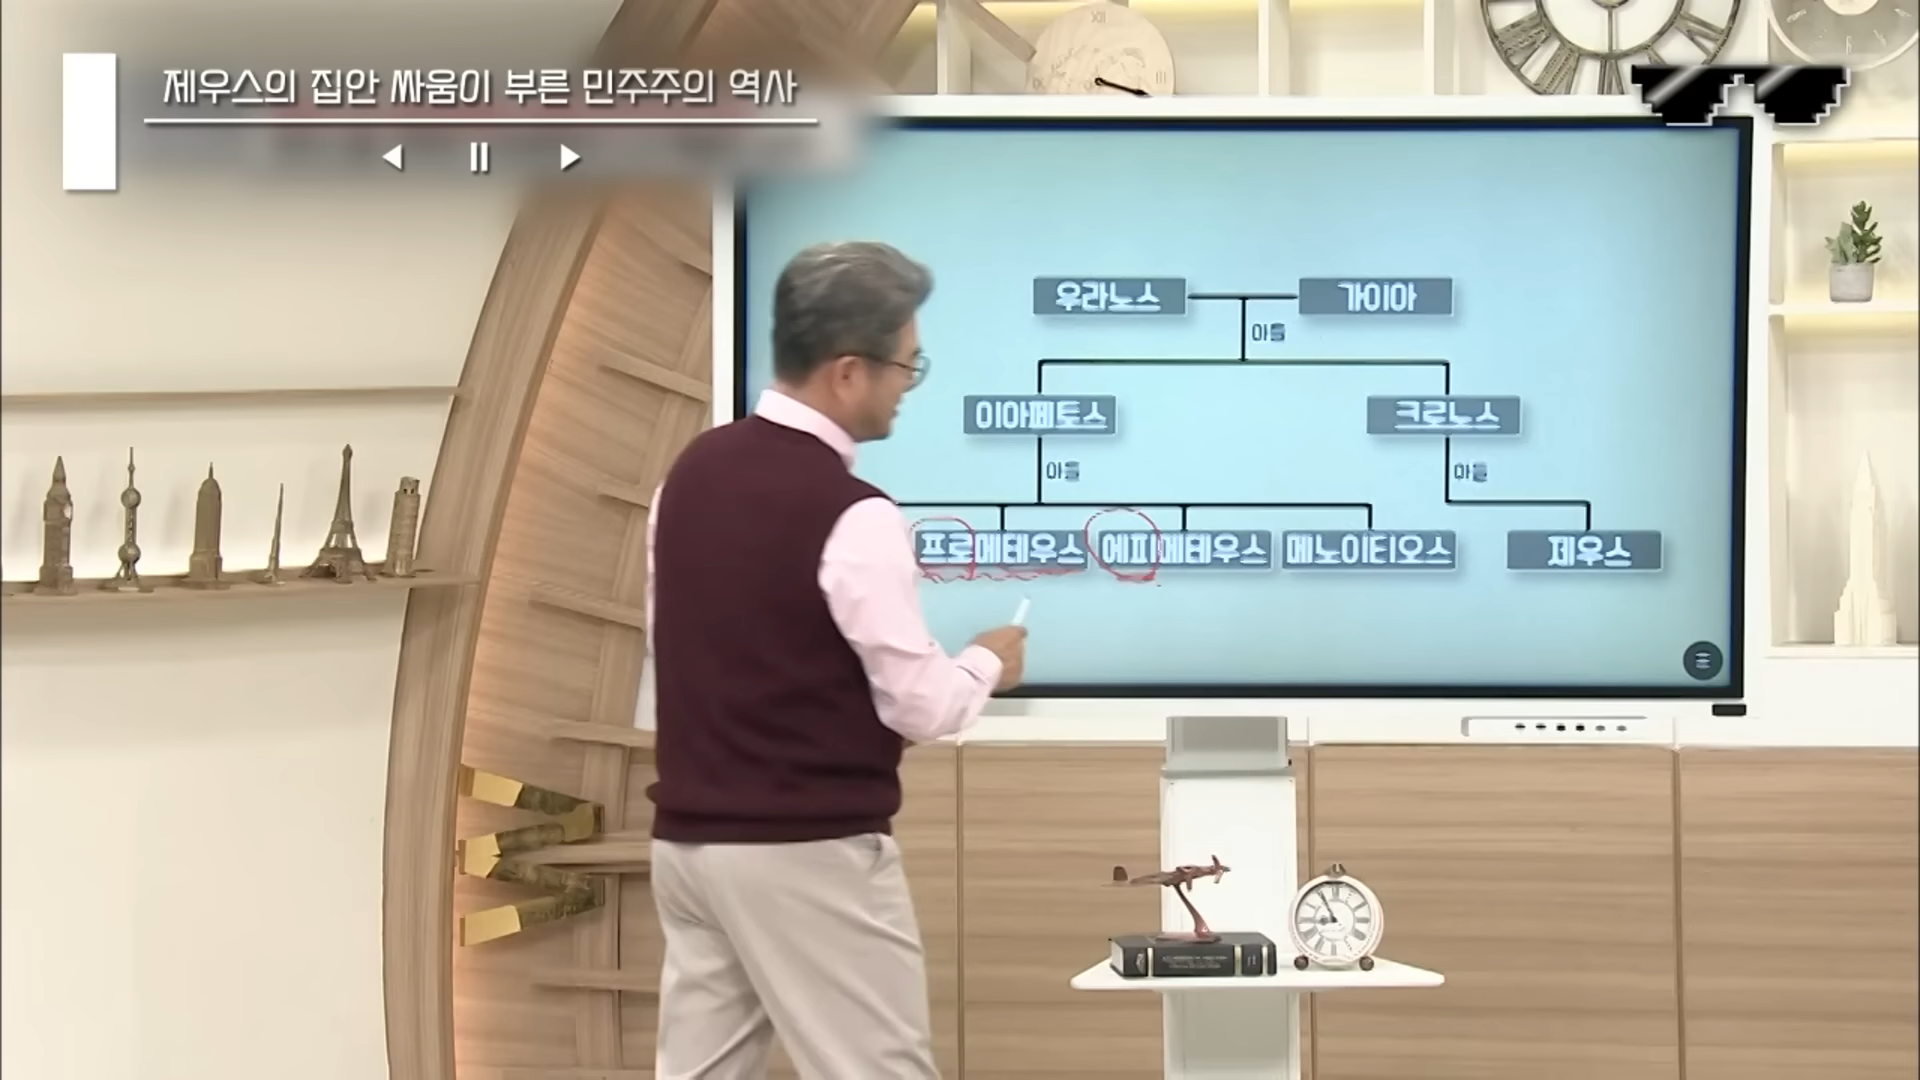 제우스의 집안 싸움이 부른 민주주의 역사
우라노스 가이아
아들
이아페토스 크로노스
아들 아들
프로메테우스 에피메테우스 메노이티오스 제우스